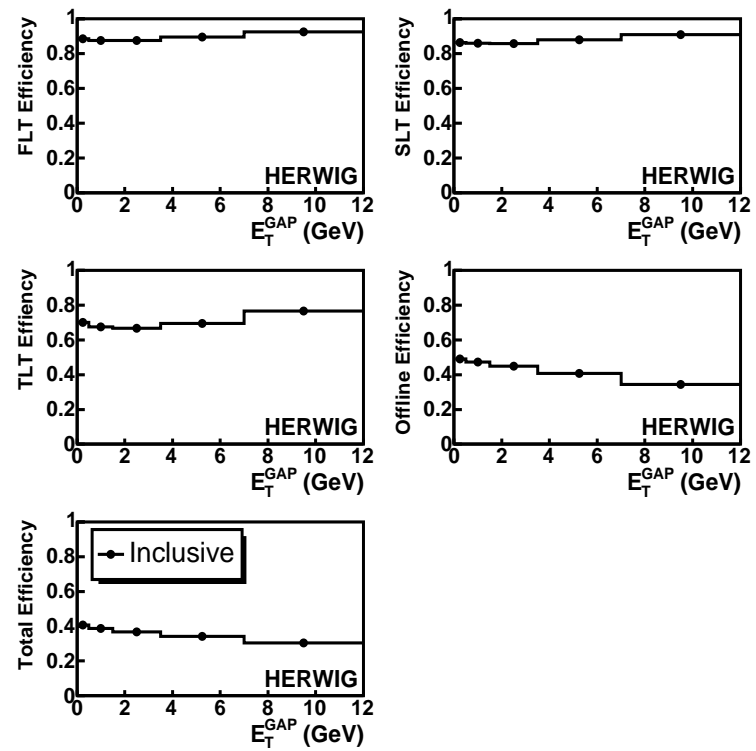 FLT Efficiency
1
0.8
0.6
0.4
0.2
0
HERWIG
0 2 4 6 8 10 12
E_T^GAP (GeV)
SLT Efficiency
1
0.8
0.6
0.4
0.2
0
HERWIG
0 2 4 6 8 10 12
E_T^GAP (GeV)
TLT Effiency
1
0.8
0.6
0.4
0.2
0
HERWIG
0 2 4 6 8 10 12
E_T^GAP (GeV)
Offline Efficiency
1
0.8
0.6
0.4
0.2
0
HERWIG
0 2 4 6 8 10 12
E_T^GAP (GeV)
Total Efficiency
1
0.8
0.6
0.4
0.2
0
Inclusive
HERWIG
0 2 4 6 8 10 12
E_T^GAP (GeV)